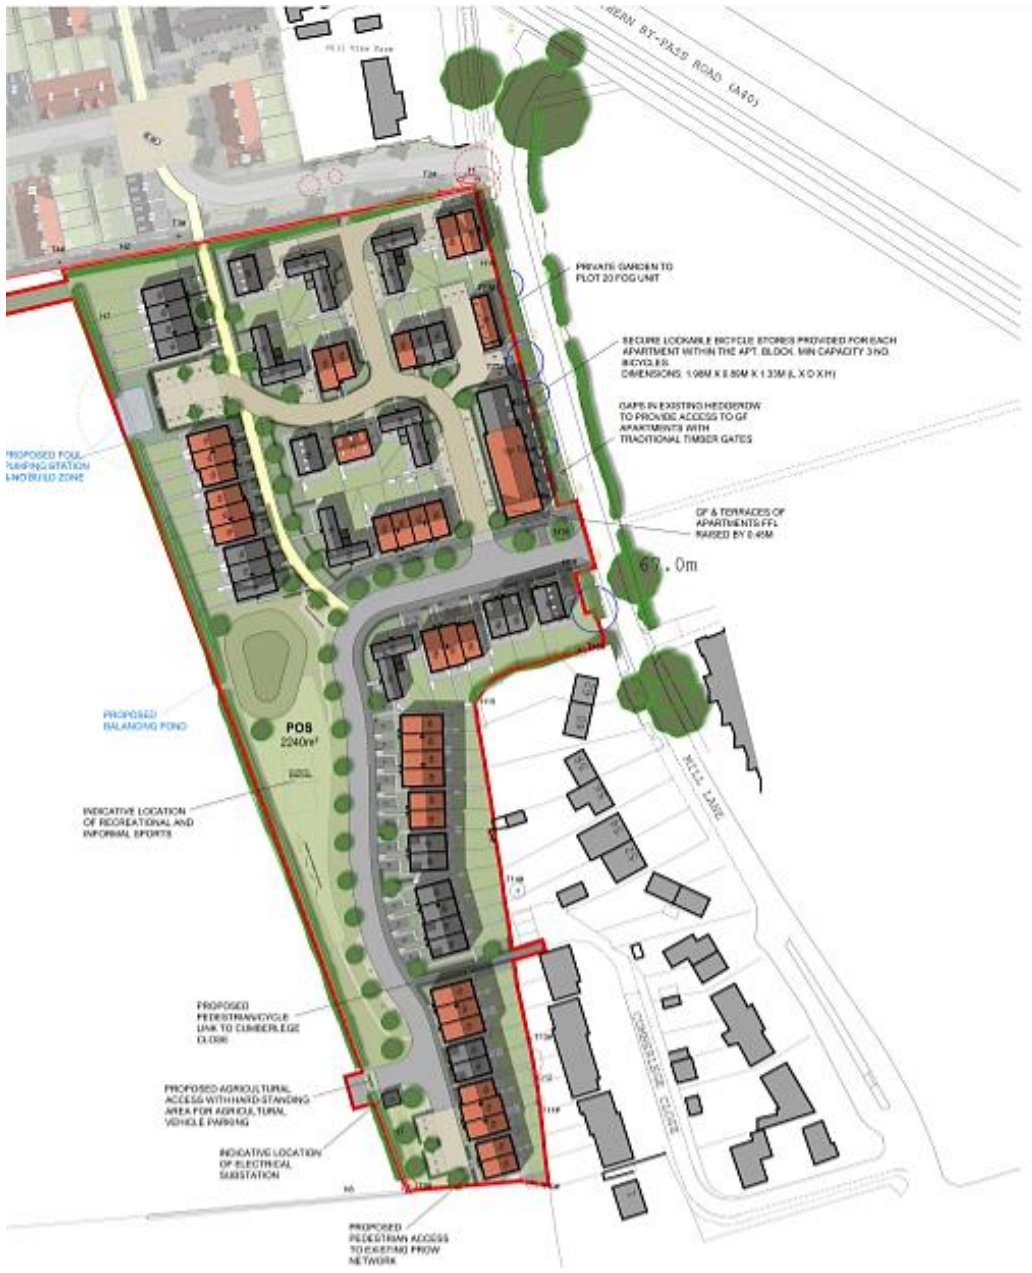 Mill View Farm
THERN BY-PASS ROAD (A40)
PRIVATE GARDEN TO
PLOT 20 FOG UNIT
SECURE LOCKABLE BICYCLE STORES PROVIDED FOR EACH
APARTMENT WITHIN THE APT. BLOCK. MIN CAPACITY 3 NO.
BICYCLES.
DIMENSIONS: 1.98M X 0.89M X 1.33M (L X D X H)
GAPS IN EXISTING HEDGEROW
TO PROVIDE ACCESS TO GF
APARTMENTS WITH
TRADITIONAL TIMBER GATES
PROPOSED FOUL
PUMPING STATION
NO BUILD ZONE
GF & TERRACES OF
APARTMENTS FFL
RAISED BY 0.45M
67.0m
PROPOSED
BALANCING POND
POS
2240m²
MILL LANE
INDICATIVE LOCATION
OF RECREATIONAL AND
INFORMAL SPORTS
PROPOSED
PEDESTRIAN/CYCLE
LINK TO CUMBERLEGE
CLOSE
CUMBERLEGE CLOSE
PROPOSED AGRICULTURAL
ACCESS WITH HARD-STANDING
AREA FOR AGRICULTURAL
VEHICLE PARKING
INDICATIVE LOCATION
OF ELECTRICAL
SUBSTATION
PROPOSED
PEDESTRIAN ACCESS
TO EXISTING PROW
NETWORK